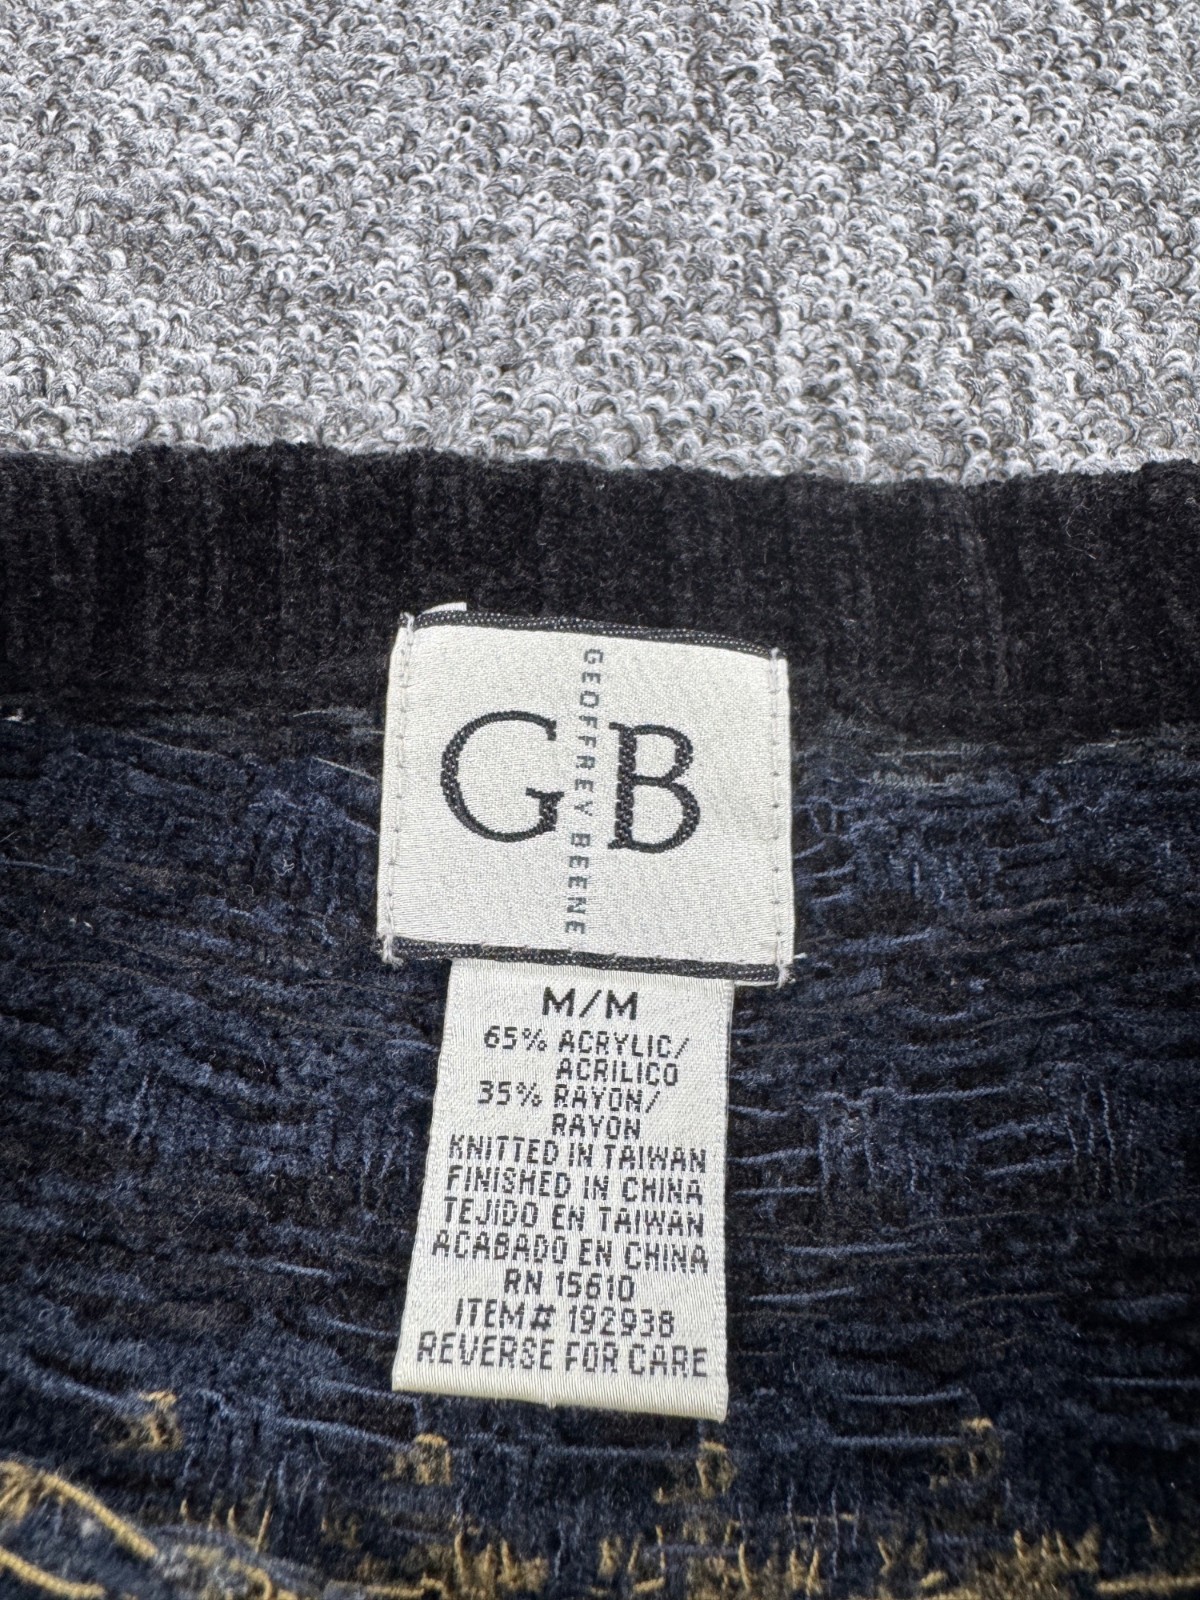 GB
GEOFFREY BEENE
M/M
65% ACRYLIC/
ACRILICO
35% RAYON/
RAYON
KNITTED IN TAIWAN
FINISHED IN CHINA
TEJIDO EN TAIWAN
ACABADO EN CHINA
RN 15610
ITEM# 192938
REVERSE FOR CARE